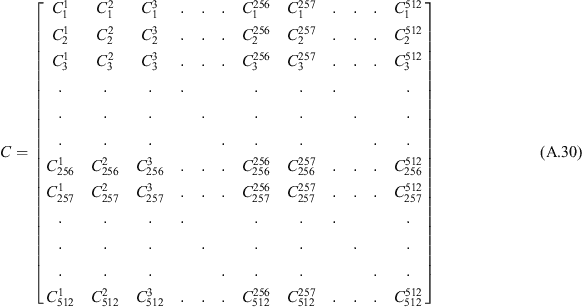 C_1^1 C_1^2 C_1^3 . . . C_1^256 C_1^257 . . . C_1^512
C_2^1 C_2^2 C_2^3 . . . C_2^256 C_2^257 . . . C_2^512
C_3^1 C_3^2 C_3^3 . . . C_3^256 C_3^257 . . . C_3^512
. . . . . . . .
. . . . . . . .
C = . . . . . . . . (A.30)
C_256^1 C_256^2 C_256^3 . . . C_256^256 C_256^257 . . . C_256^512
C_257^1 C_257^2 C_257^3 . . . C_257^256 C_257^257 . . . C_257^512
. . . . . . . .
. . . . . . . .
. . . . . . . .
C_512^1 C_512^2 C_512^3 . . . C_512^256 C_512^257 . . . C_512^512